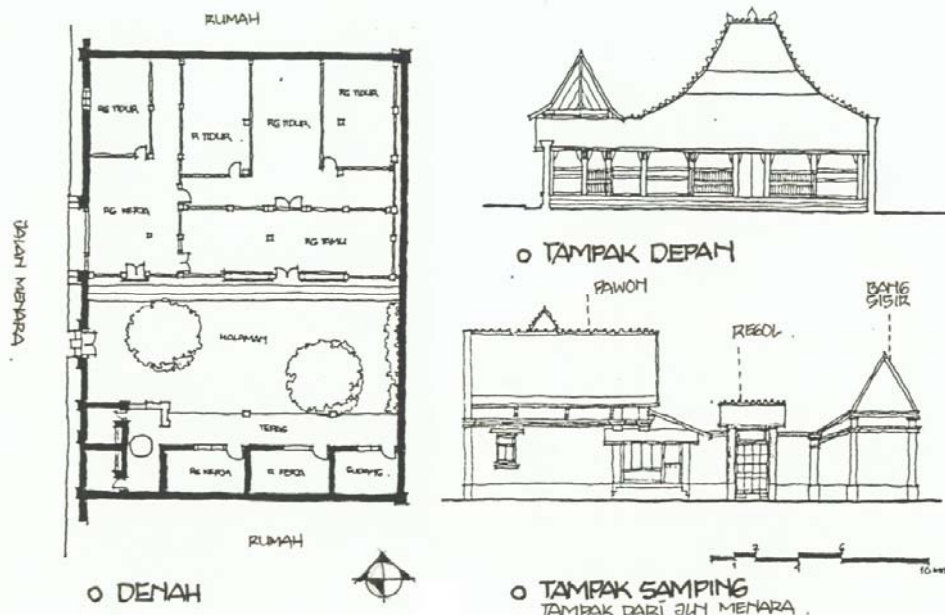 RUMAH
RG TIDUR
R TIDUR
RG TIDUR
RG TIDUR
RG KERJA
RG TAMU
JALAN MENARA
HALAMAN
TERAS
RG KERJA
R KERJA
GUDANG
RUMAH
DENAH
TAMPAK DEPAN
PAWON
REGOL
BANG
SISIR
TAMPAK SAMPING
TAMPAK DARI JLN MENARA